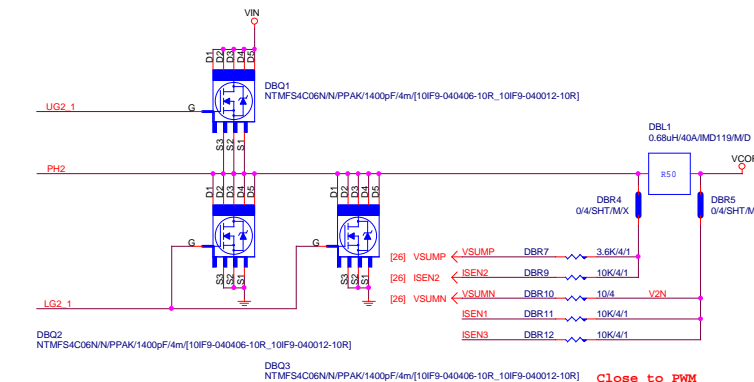 VIN
D1 D2 D3 D4 D5
DBQ1
NTMFS4C06N/N/PPAK/1400pF/4m/[10IF9-040406-10R_10IF9-040012-10R]
UG2_1
G
S3 S2 S1
DBL1
0.68uH/40A/IMD119/M/D
PH2
R50
VCOR
D1 D2 D3 D4 D5
D1 D2 D3 D4 D5
DBR4
0/4/SHT/M/X
DBR5
0/4/SHT/M
G
G
[26] VSUMP
VSUMP
DBR7
3.6K/4/1
[26] ISEN2
ISEN2
DBR9
10K/4/1
S3 S2 S1
S3 S2 S1
[26] VSUMN
VSUMN
DBR10
10/4
V2N
LG2_1
ISEN1
DBR11
10K/4/1
ISEN3
DBR12
10K/4/1
DBQ2
NTMFS4C06N/N/PPAK/1400pF/4m/[10IF9-040406-10R_10IF9-040012-10R]
DBQ3
NTMFS4C06N/N/PPAK/1400pF/4m/[10IF9-040406-10R_10IF9-040012-10R]
Close to PWM